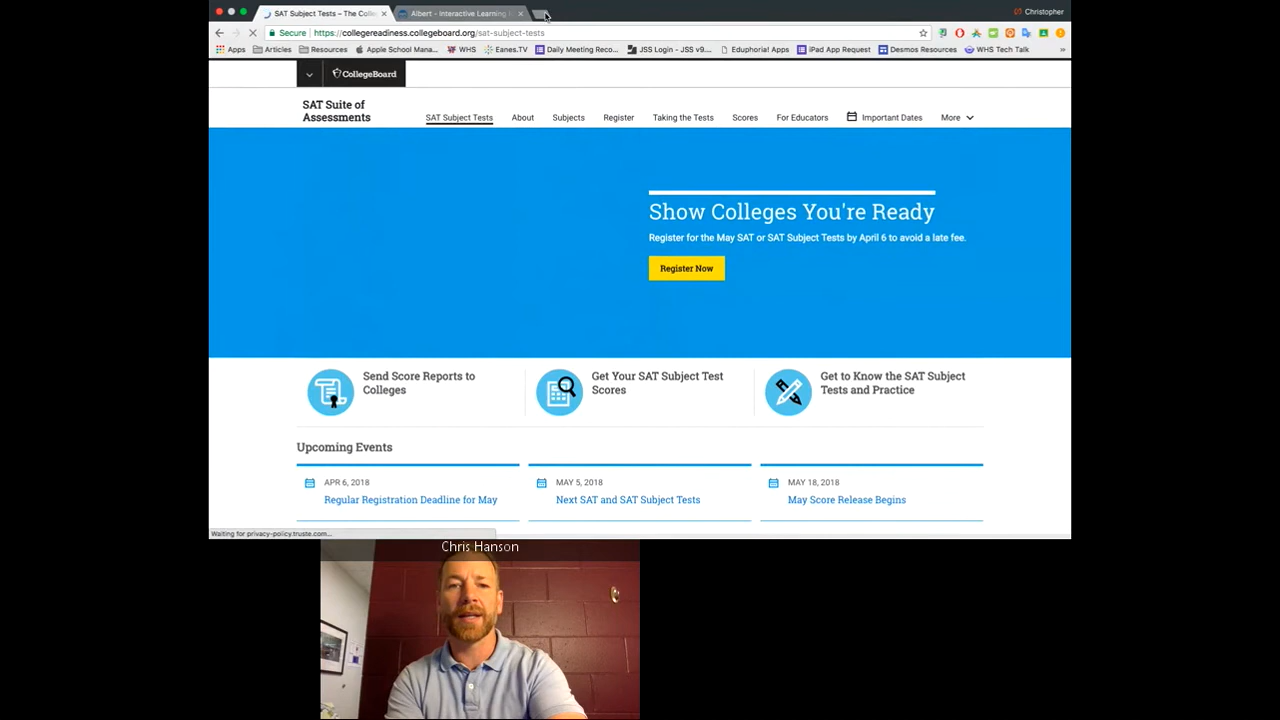 SAT Subject Tests – The Colle
Albert - Interactive Learning
Christopher
Secure
https://collegereadiness.collegeboard.org/sat-subject-tests
Apps
Articles
Resources
Apple School Mana...
WHS
Eanes.TV
Daily Meeting Reco...
JSS Login - JSS v9....
Eduphoria! Apps
iPad App Request
Desmos Resources
WHS Tech Talk
»
CollegeBoard
SAT Suite of
Assessments
SAT Subject Tests
About
Subjects
Register
Taking the Tests
Scores
For Educators
Important Dates
More
Show Colleges You're Ready
Register for the May SAT or SAT Subject Tests by April 6 to avoid a late fee.
Register Now
Send Score Reports to
Colleges
Get Your SAT Subject Test
Scores
Get to Know the SAT Subject
Tests and Practice
Upcoming Events
APR 6, 2018
Regular Registration Deadline for May
MAY 5, 2018
Next SAT and SAT Subject Tests
MAY 18, 2018
May Score Release Begins
Waiting for privacy-policy.truste.com...
Chris Hanson